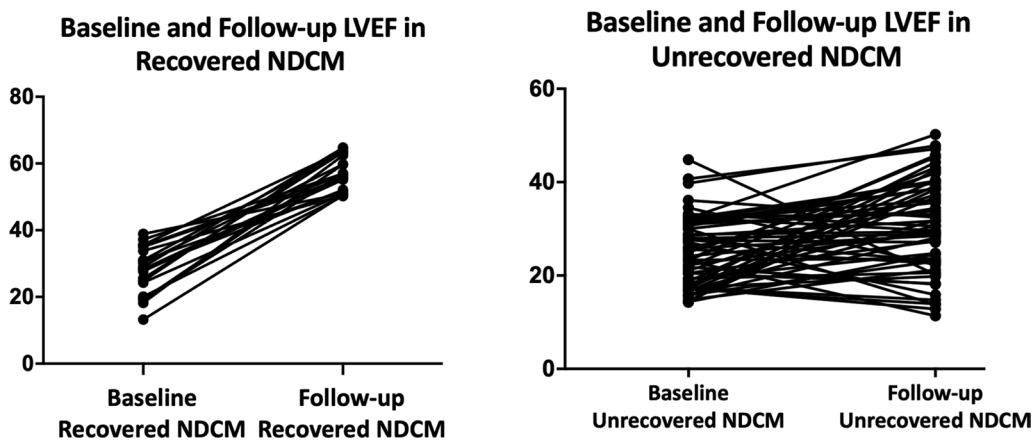 Baseline and Follow-up LVEF in
Recovered NDCM
80
60
40
20
0
Baseline
Recovered NDCM
Follow-up
Recovered NDCM
Baseline and Follow-up LVEF in
Unrecovered NDCM
60
40
20
0
Baseline
Unrecovered NDCM
Follow-up
Unrecovered NDCM